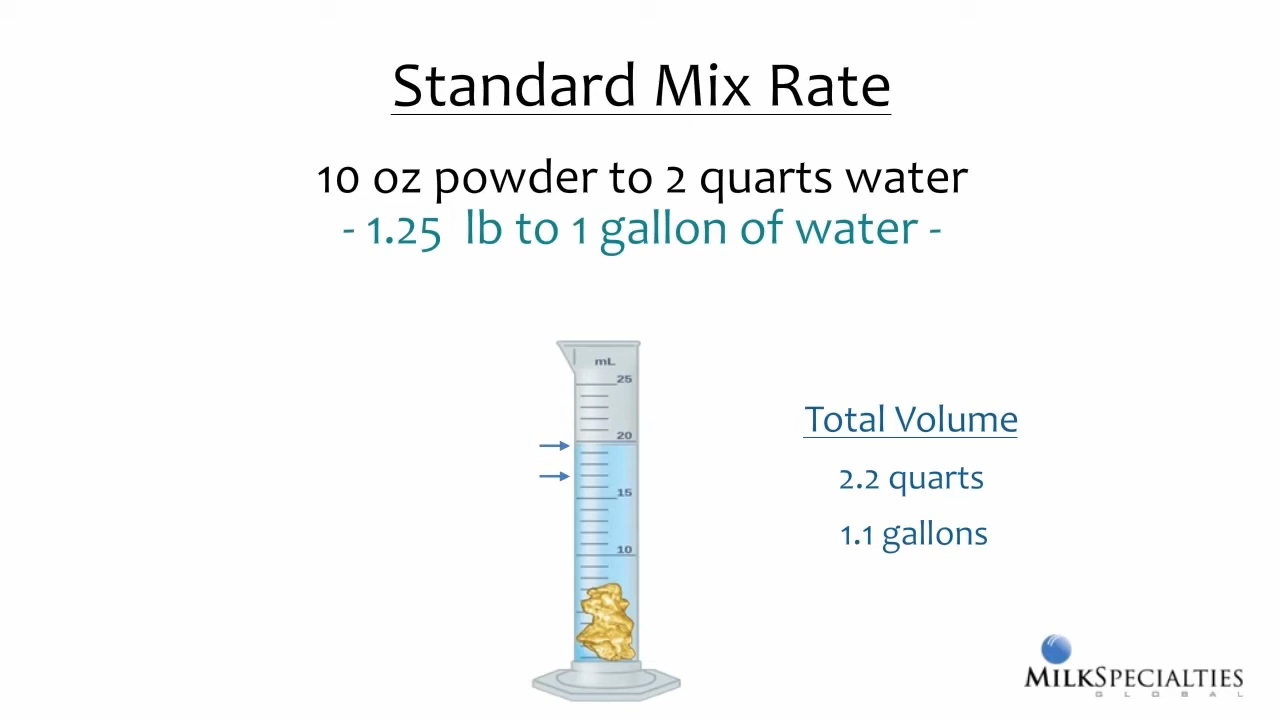 Standard Mix Rate
10 oz powder to 2 quarts water
- 1.25 lb to 1 gallon of water -
mL
25
20
15
10
Total Volume
2.2 quarts
1.1 gallons
MILKSPECIALTIES
GLOBAL